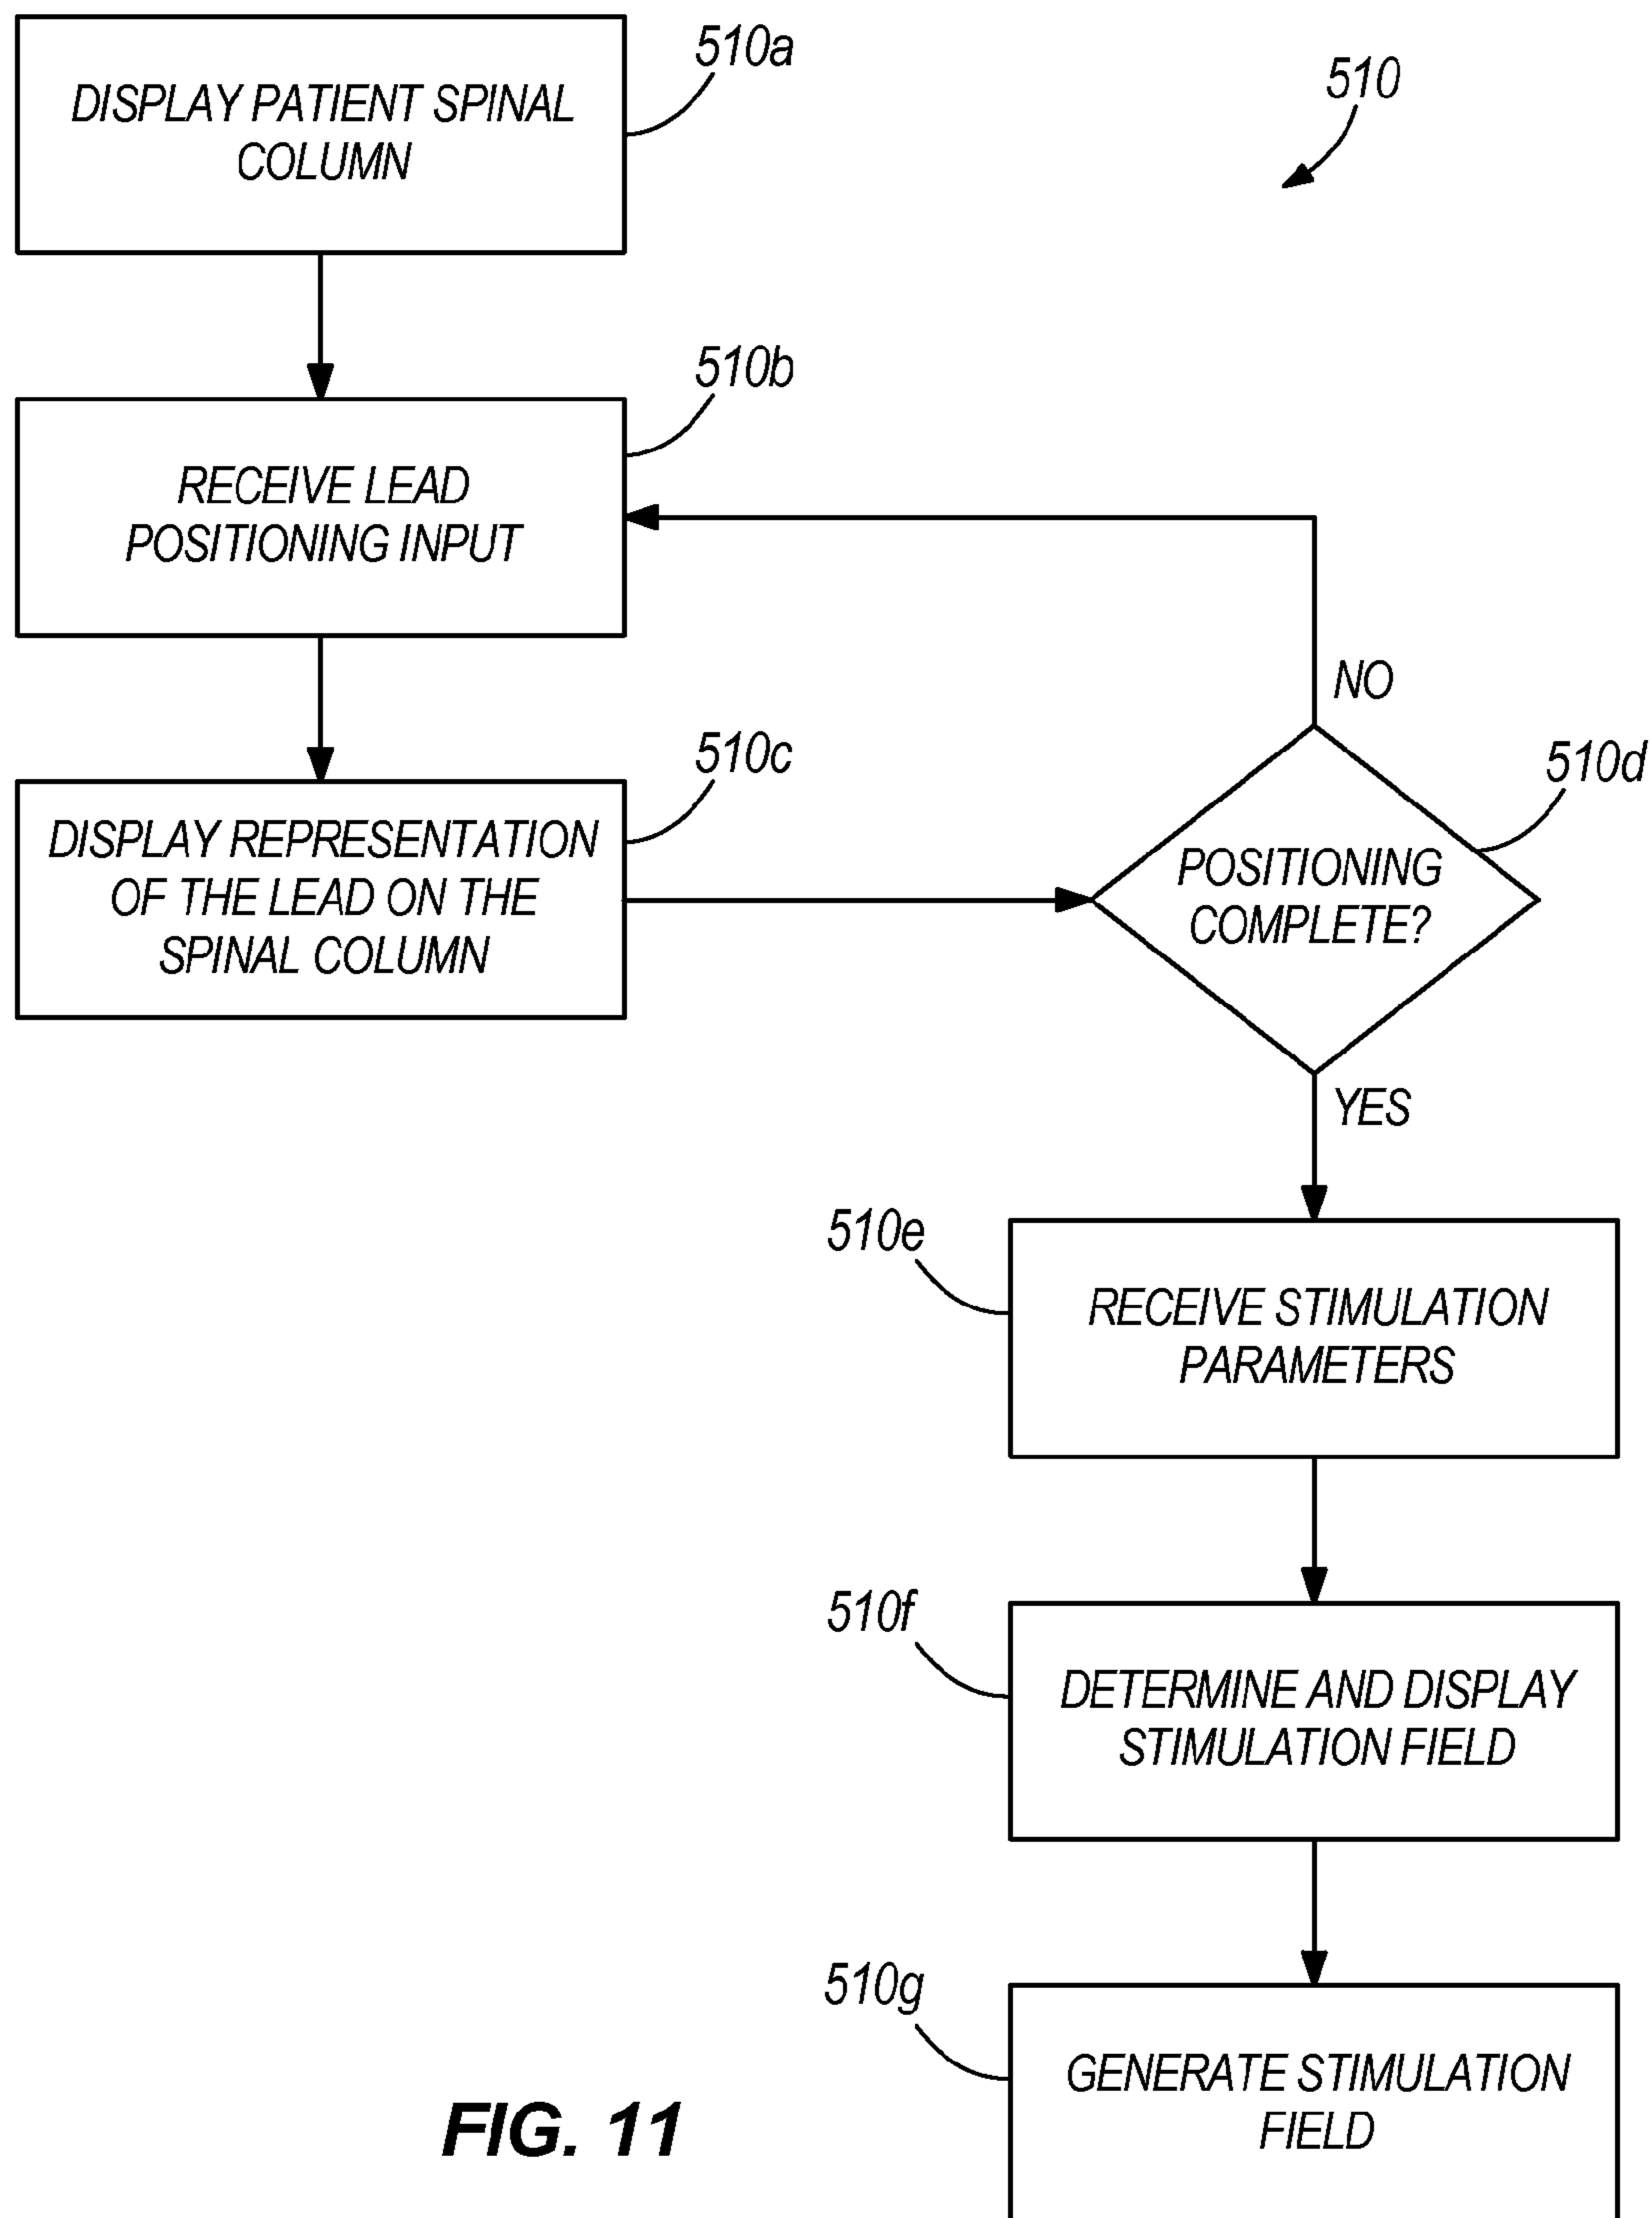 510a
DISPLAY PATIENT SPINAL
COLUMN
510
510b
RECEIVE LEAD
POSITIONING INPUT
NO
510c
DISPLAY REPRESENTATION
OF THE LEAD ON THE
SPINAL COLUMN
510d
POSITIONING
COMPLETE?
YES
510e
RECEIVE STIMULATION
PARAMETERS
510f
DETERMINE AND DISPLAY
STIMULATION FIELD
510g
GENERATE STIMULATION
FIELD
FIG. 11